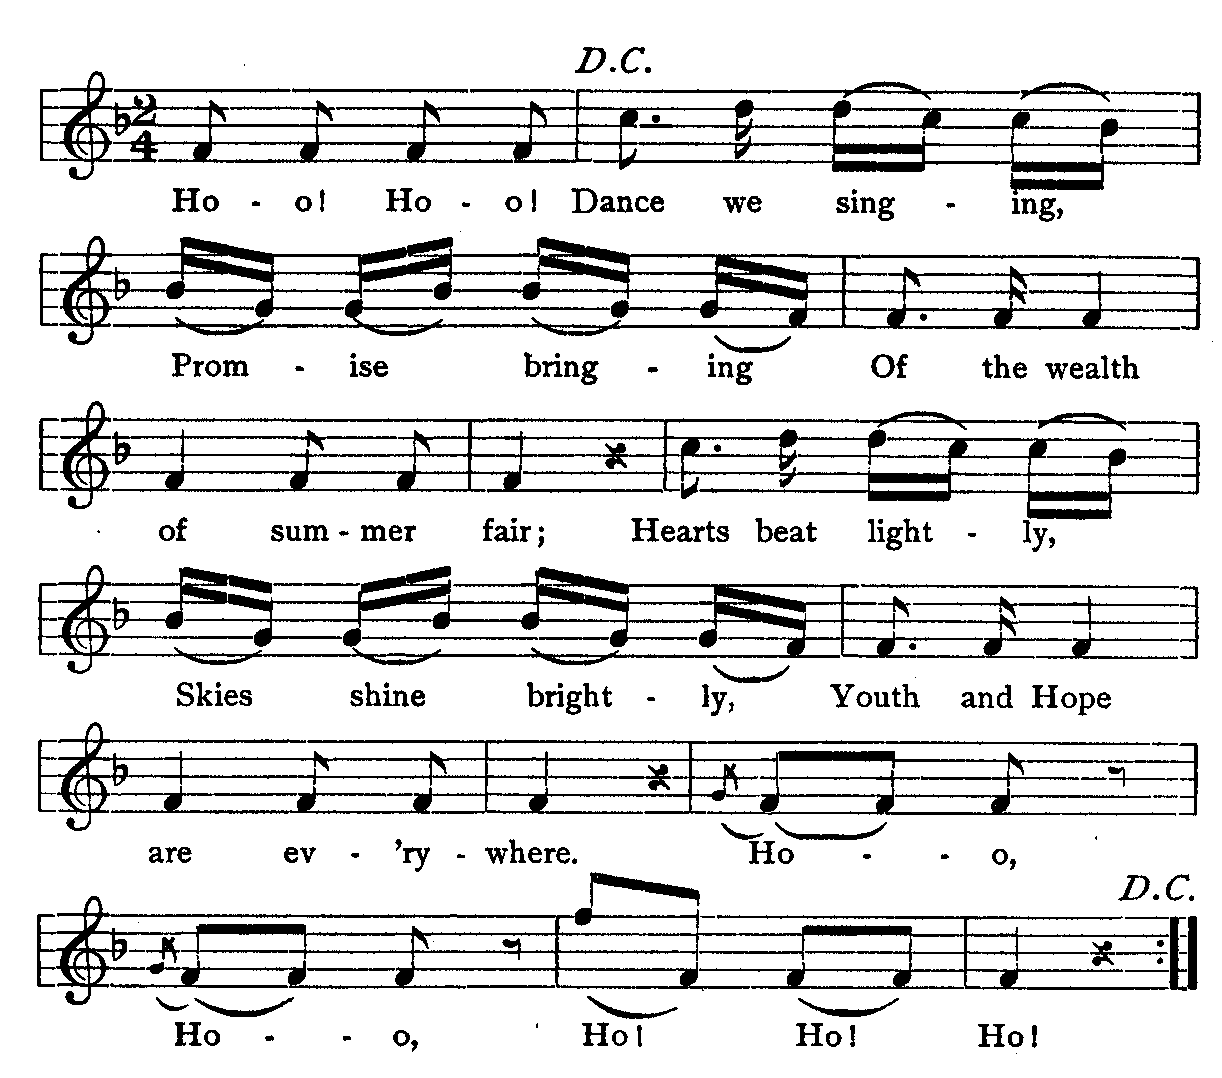 D.C.
2
4
Ho - o! Ho - o! Dance we sing - ing,
Prom - ise bring - ing Of the wealth
of sum - mer fair; Hearts beat light - ly,
Skies shine bright - ly, Youth and Hope
are ev - 'ry - where. Ho - - o,
D.C.
Ho - - o, Ho! Ho! Ho!